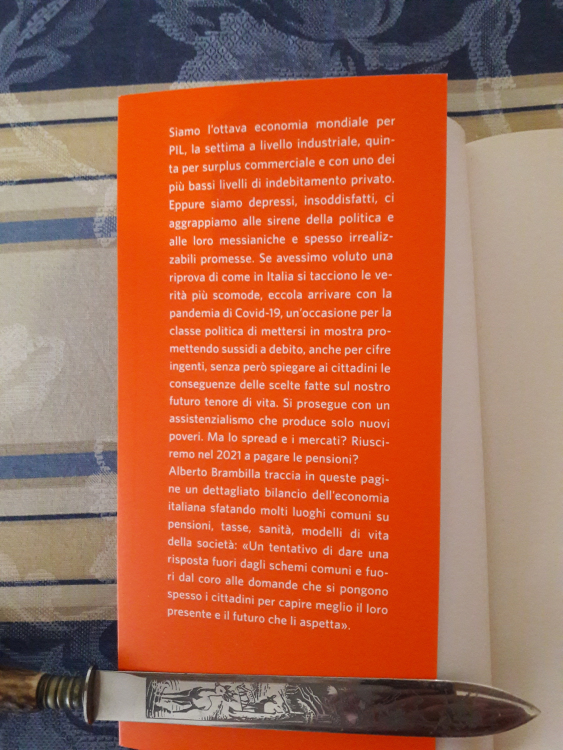 Siamo l'ottava economia mondiale per
PIL, la settima a livello industriale, quin-
ta per surplus commerciale e con uno dei
più bassi livelli di indebitamento privato.
Eppure siamo depressi, insoddisfatti, ci
aggrappiamo alle sirene della politica e
alle loro messianiche e spesso irrealiz-
zabili promesse. Se avessimo voluto una
riprova di come in Italia si tacciono le ve-
rità più scomode, eccola arrivare con la
pandemia di Covid-19, un'occasione per la
classe politica di mettersi in mostra pro-
mettendo sussidi a debito, anche per cifre
ingenti, senza però spiegare ai cittadini le
conseguenze delle scelte fatte sul nostro
futuro tenore di vita. Si prosegue con un
assistenzialismo che produce solo nuovi
poveri. Ma lo spread e i mercati? Riusci-
remo nel 2021 a pagare le pensioni?
Alberto Brambilla traccia in queste pagi-
ne un dettagliato bilancio dell'economia
italiana sfatando molti luoghi comuni su
pensioni, tasse, sanità, modelli di vita
della società: «Un tentativo di dare una
risposta fuori dagli schemi comuni e fuo-
ri dal coro alle domande che si pongono
spesso i cittadini per capire meglio il loro
presente e il futuro che li aspetta».